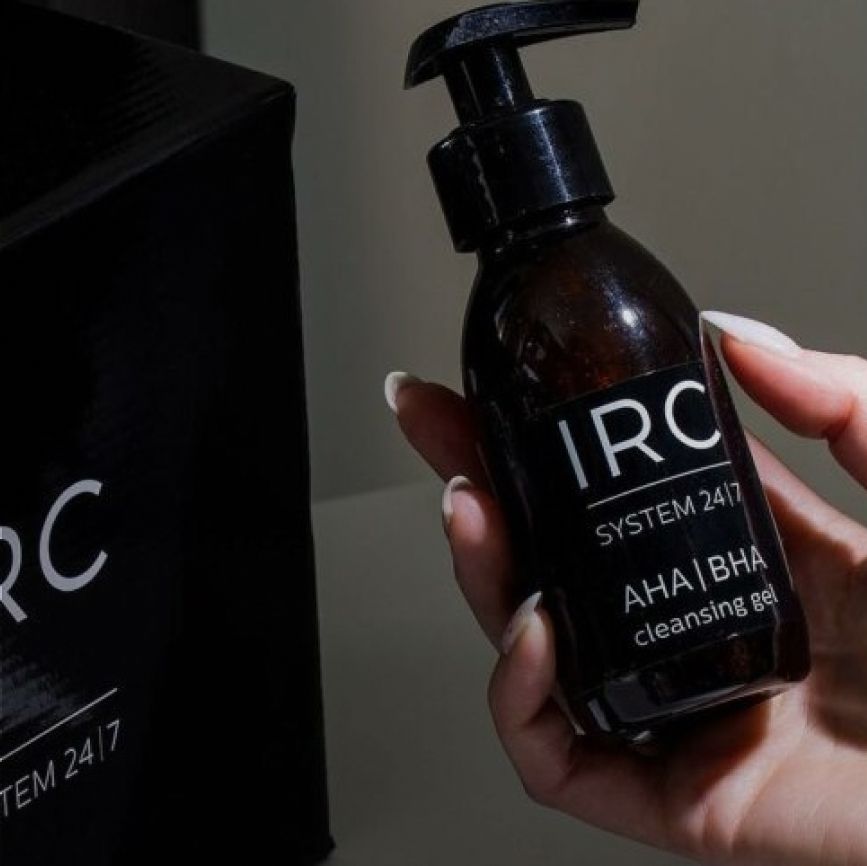 IRC
SYSTEM 24|7
AHA|BHA
cleansing gel
RC
TEM 24|7